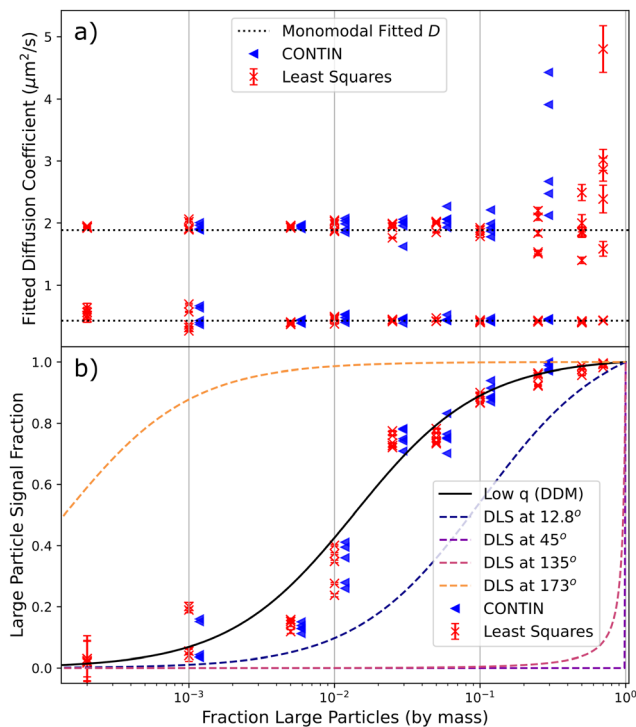 a)
Monomodal Fitted D
CONTIN
Least Squares
Fitted Diffusion Coefficient (μm²/s)
5
4
3
2
1
b)
Large Particle Signal Fraction
1.0
0.8
0.6
0.4
0.2
0.0
Low q (DDM)
DLS at 12.8°
DLS at 45°
DLS at 135°
DLS at 173°
CONTIN
Least Squares
10⁻³
10⁻²
10⁻¹
10⁰
Fraction Large Particles (by mass)